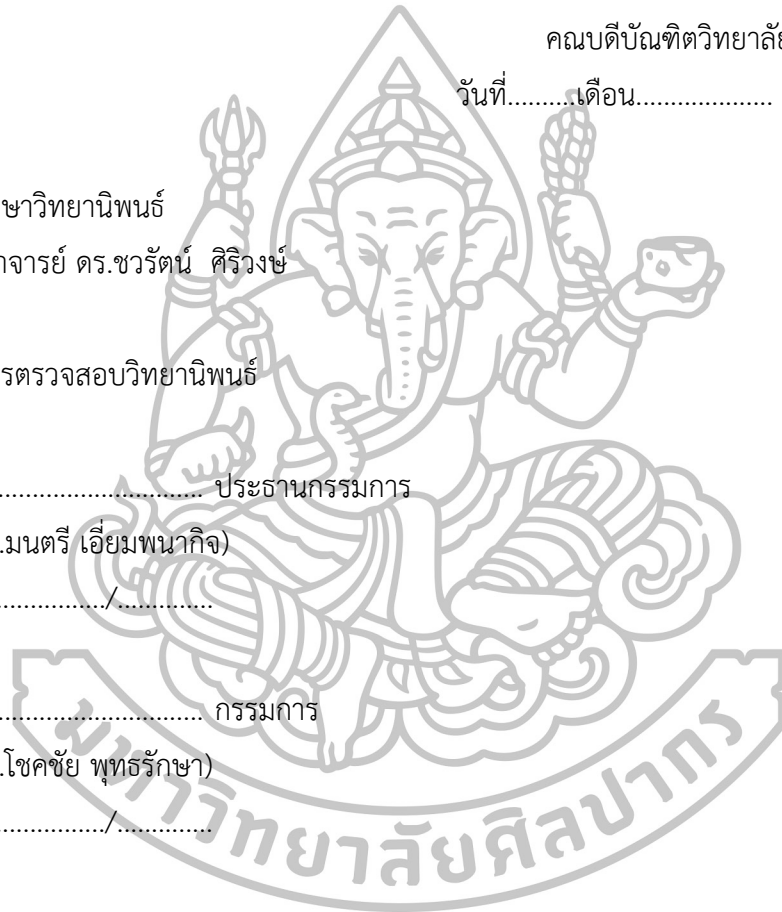 คณบดีบัณฑิตวิทยาลัย
วันที่..........เดือน....................
ษาวิทยานิพนธ์
าจารย์ ดร.ชวรัตน์ ศิริวงษ์
รตรวจสอบวิทยานิพนธ์
.............................. ประธานกรรมการ
.มนตรี เอี่ยมพนากิจ)
................/..............
.............................. กรรมการ
.โชคชัย พุทธรักษา)
................/..............
มหาวิทยาลัยศิลปากร